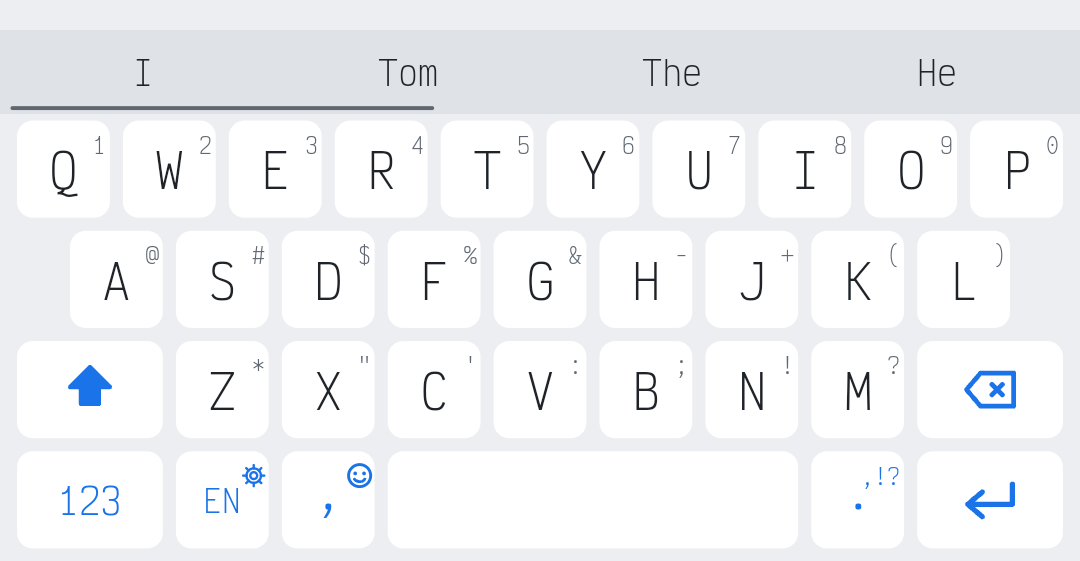 I Tom The He
Q 1 W 2 E 3 R 4 T 5 Y 6 U 7 I 8 O 9 P 0
A @ S # D $ F % G & H - J + K ( L )
Z * X " C ' V : B ; N ! M ?
123 EN , . ,!?